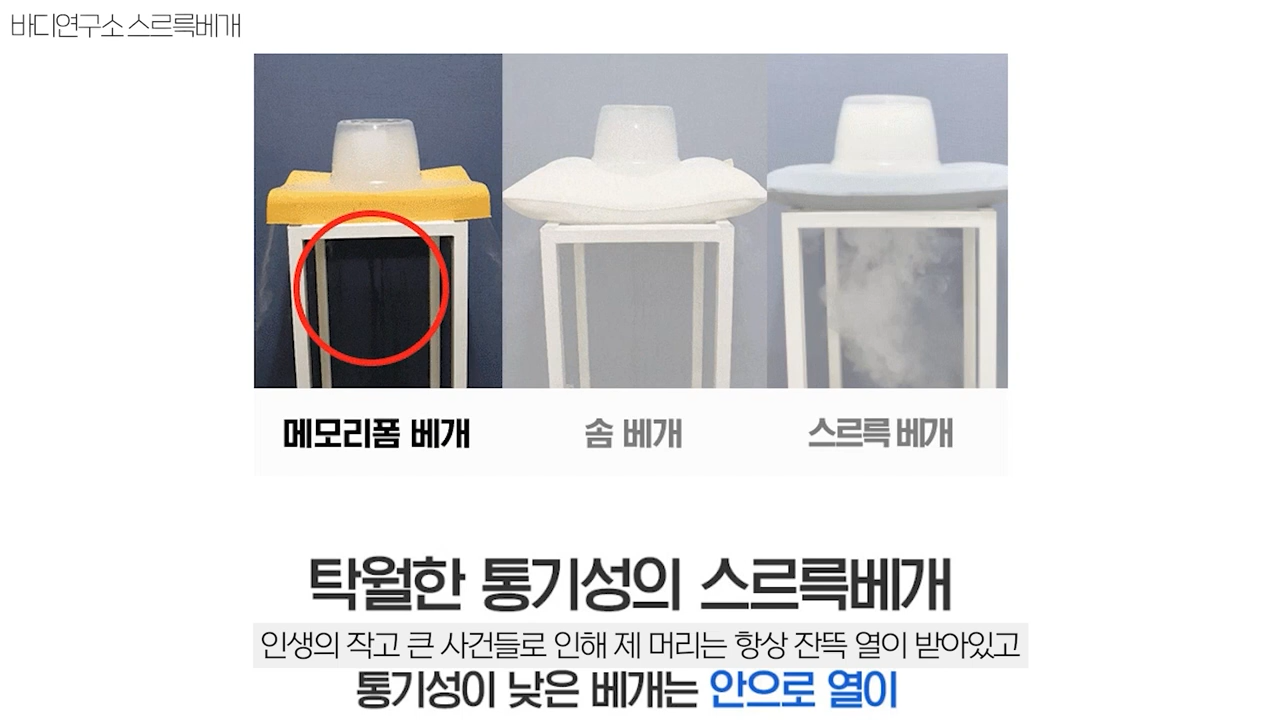 바디연구소 스르륵베개
메모리폼 베개
솜 베개
스르륵 베개
탁월한 통기성의 스르륵베개
인생의 작고 큰 사건들로 인해 제 머리는 항상 잔뜩 열이 받아있고
통기성이 낮은 베개는 안으로 열이